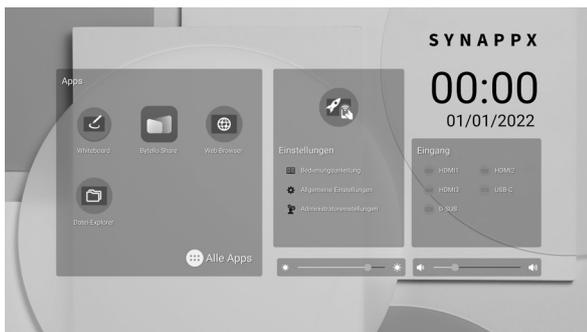 SYNAPPX
00:00
01/01/2022
Apps
Whiteboard
Bytello Share
Web-Browser
Datei-Explorer
Alle Apps
Einstellungen
Bedienungsanleitung
Allgemeine Einstellungen
Administratoreinstellungen
Eingang
HDMI1
HDMI2
HDMI3
USB-C
D-SUB